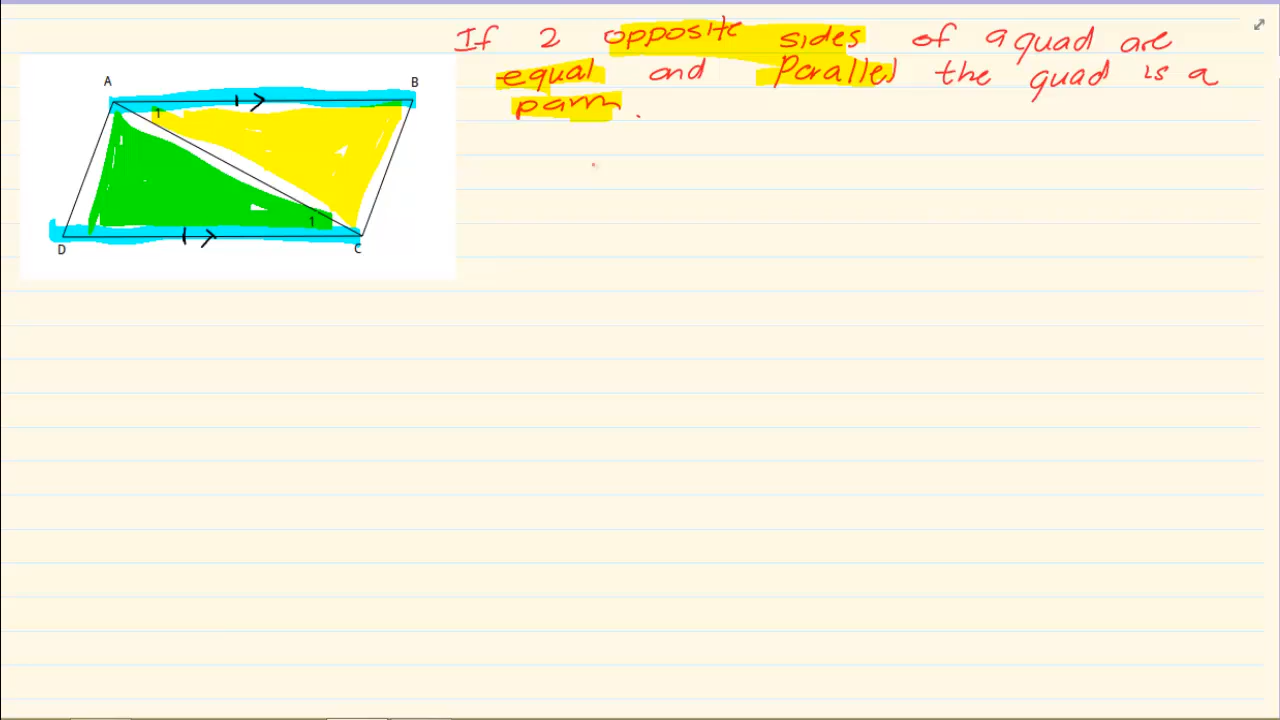 If 2 opposite sides of a quad are
equal and Parallel the quad is a
parm.
A B
1
1
D C